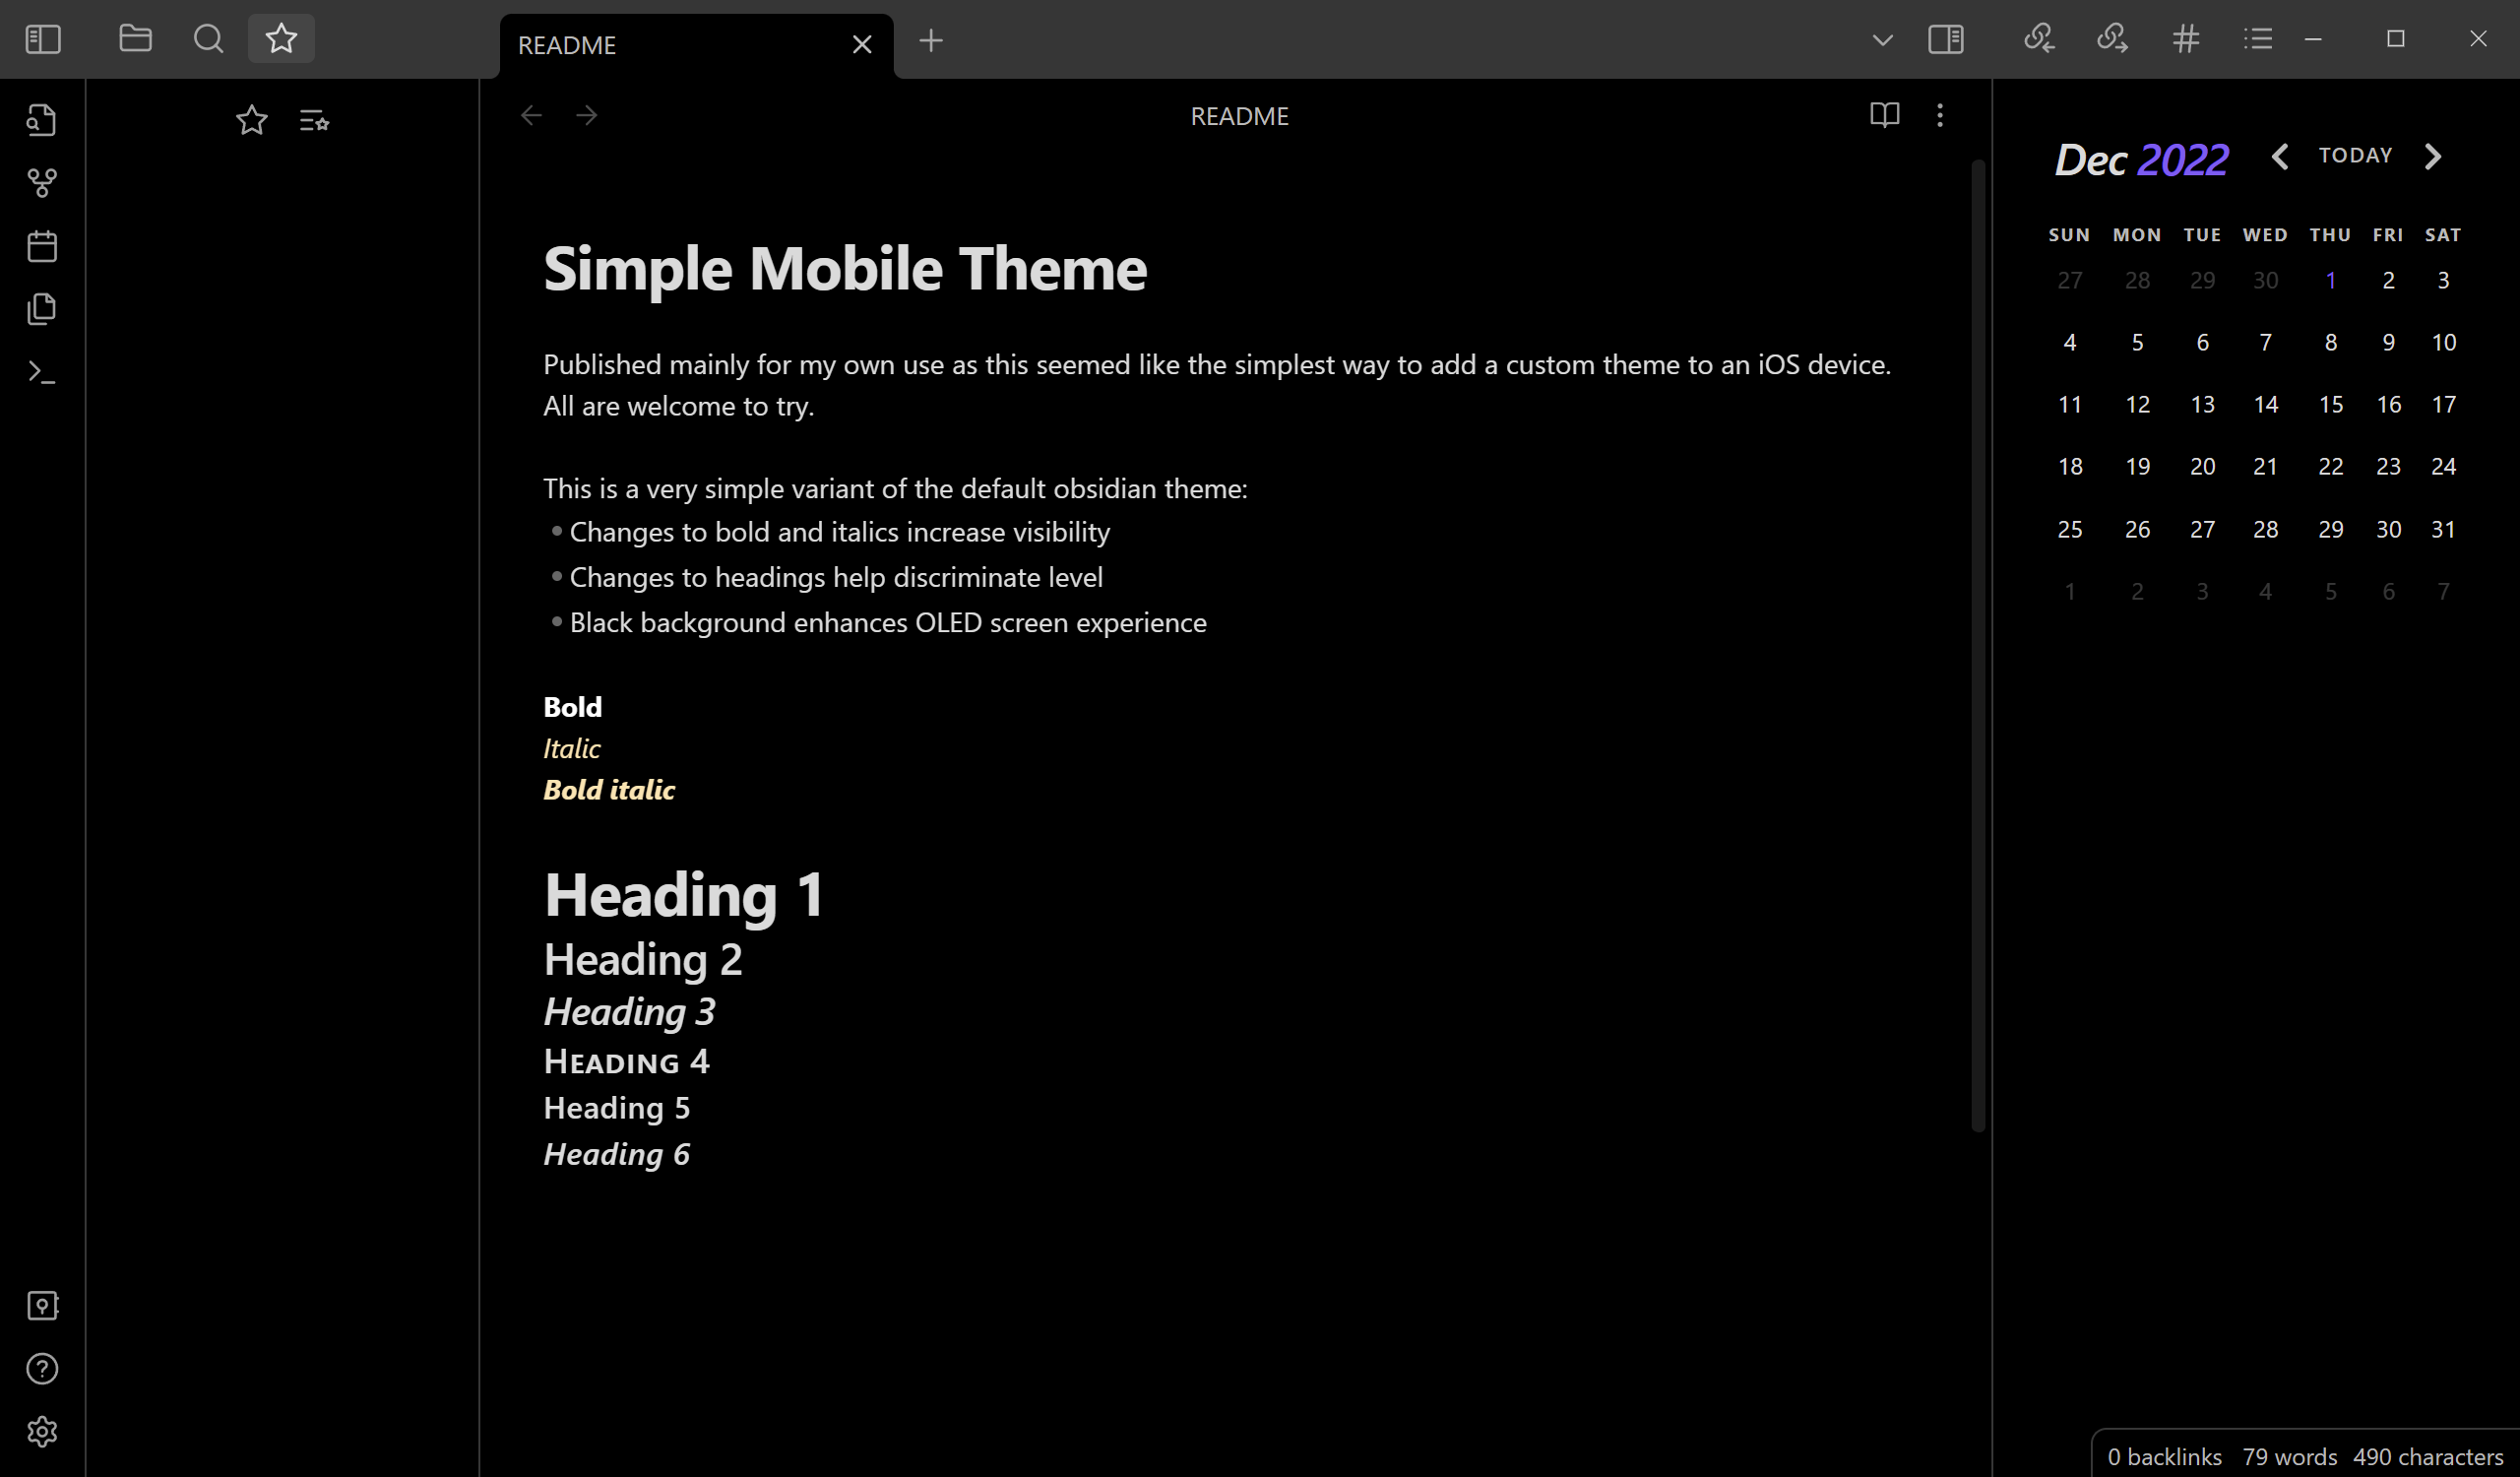 README
README
Simple Mobile Theme
Published mainly for my own use as this seemed like the simplest way to add a custom theme to an iOS device.
All are welcome to try.
This is a very simple variant of the default obsidian theme:
Changes to bold and italics increase visibility
Changes to headings help discriminate level
Black background enhances OLED screen experience
Bold
Italic
Bold italic
Heading 1
Heading 2
Heading 3
HEADING 4
Heading 5
Heading 6
Dec 2022 TODAY
SUN MON TUE WED THU FRI SAT
27 28 29 30 1 2 3
4 5 6 7 8 9 10
11 12 13 14 15 16 17
18 19 20 21 22 23 24
25 26 27 28 29 30 31
1 2 3 4 5 6 7
0 backlinks 79 words 490 characters